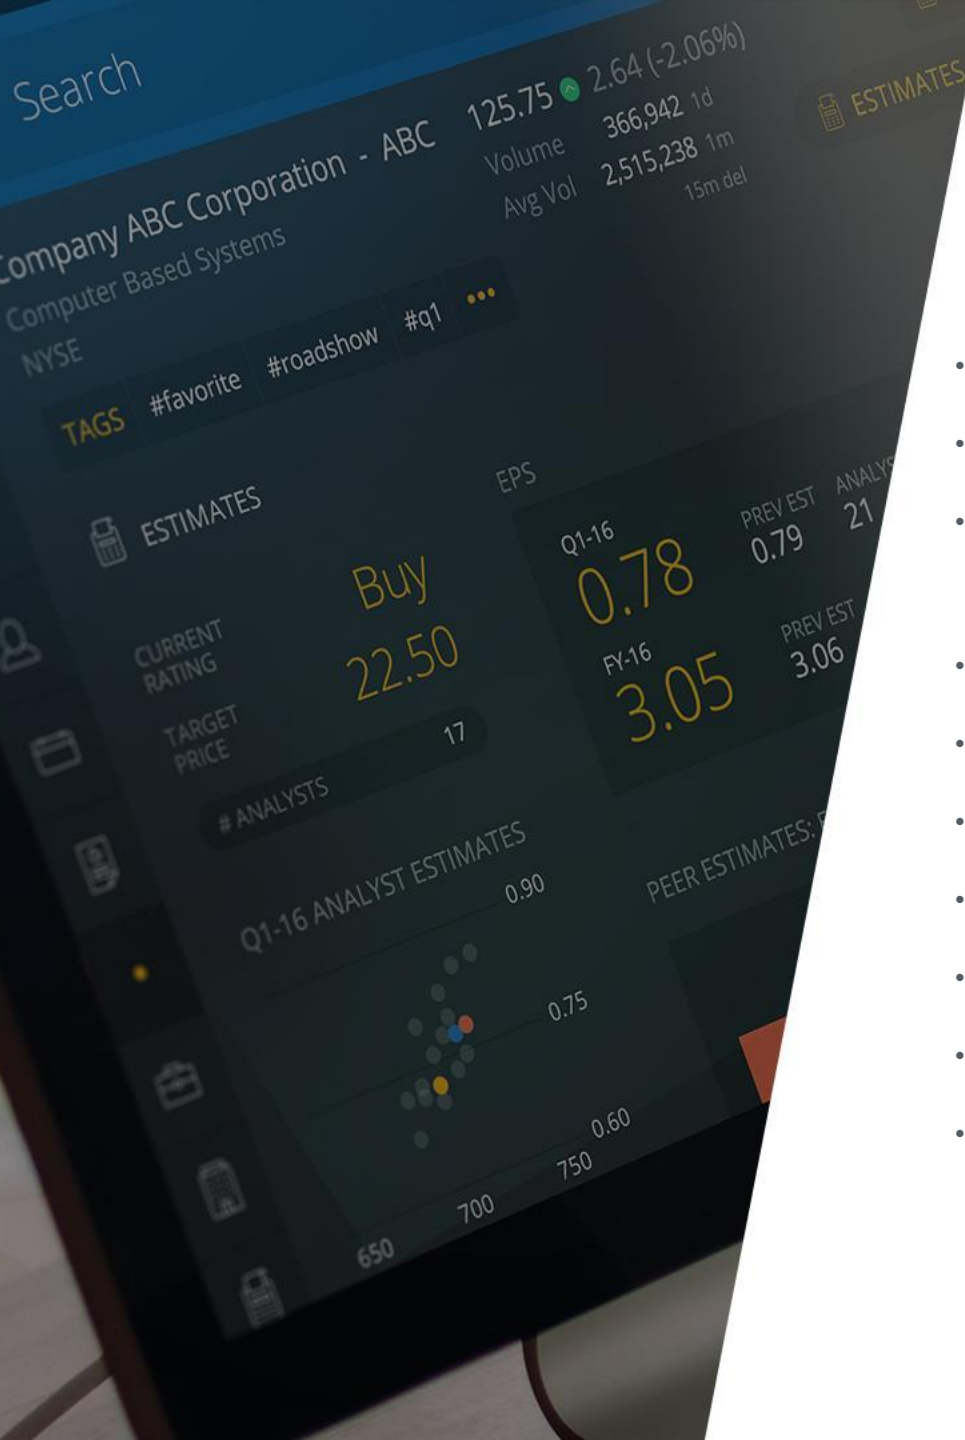 Search
Company ABC Corporation - ABC
125.75 2.64 (-2.06%)
Computer Based Systems
Volume 366,942 1d
NYSE
Avg Vol 2,515,238 1m
15m del
ESTIMATES
TAGS #favorite #roadshow #q1 •••
ESTIMATES
CURRENT RATING
Buy
TARGET PRICE
22.50
# ANALYSTS 17
EPS
Q1-16
0.78
PREV EST
0.79
21
FY-16
3.05
PREV EST
3.06
Q1-16 ANALYST ESTIMATES
0.90
0.75
0.60
650 700 750
PEER ESTIMATES: